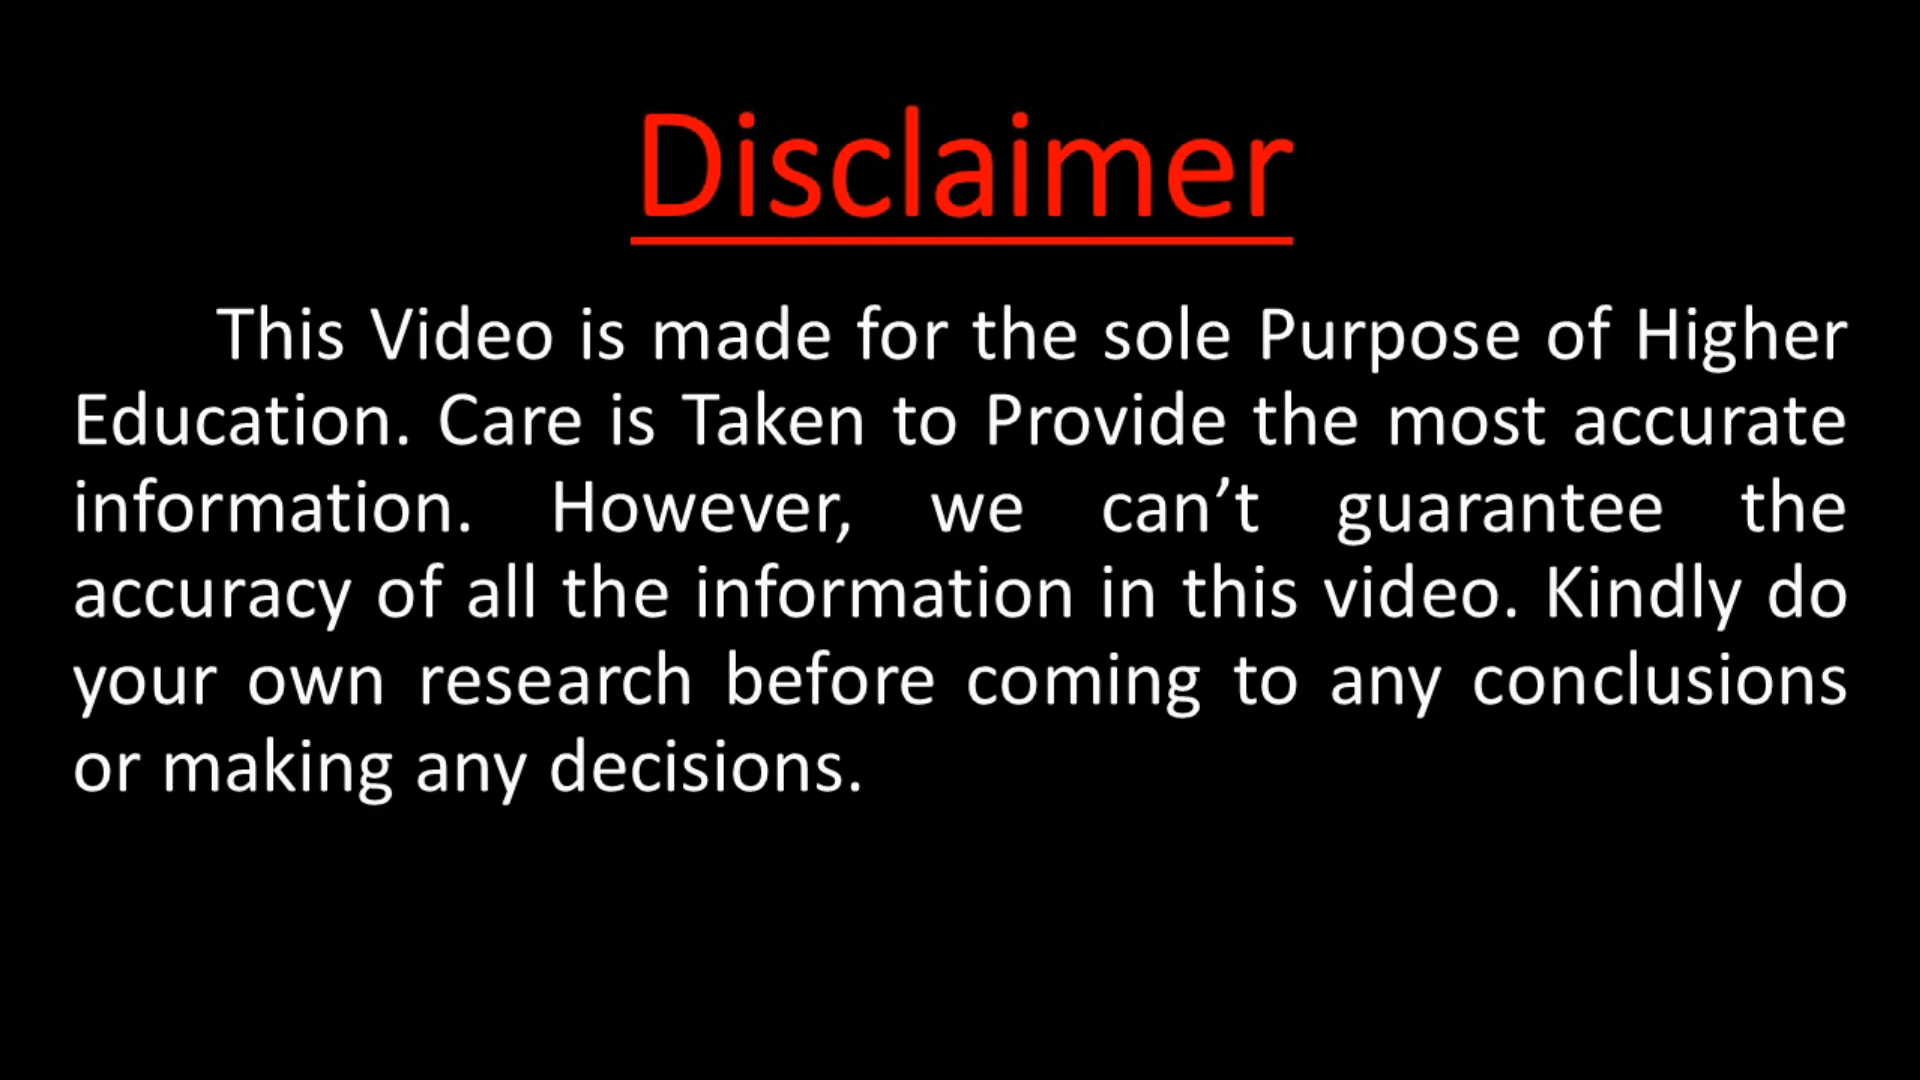 Disclaimer
This Video is made for the sole Purpose of Higher
Education. Care is Taken to Provide the most accurate
information. However, we can’t guarantee the
accuracy of all the information in this video. Kindly do
your own research before coming to any conclusions
or making any decisions.